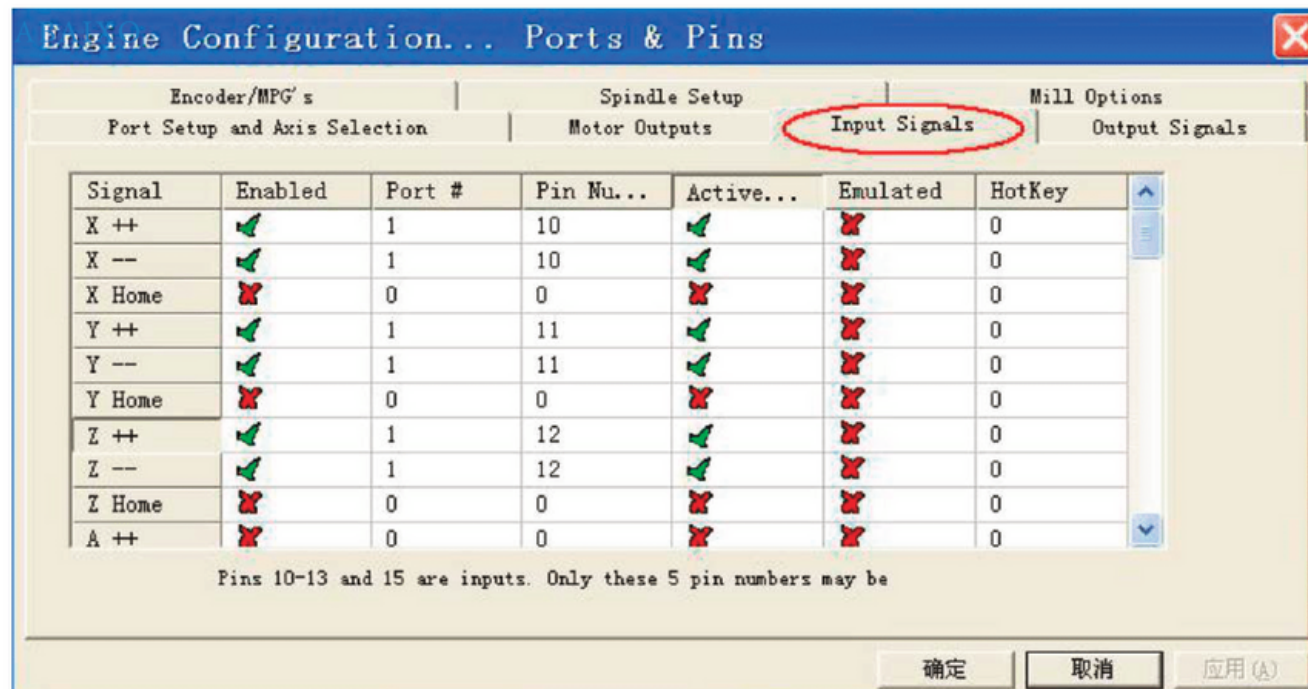 Engine Configuration... Ports & Pins
Encoder/MPG's Spindle Setup Mill Options
Port Setup and Axis Selection Motor Outputs Input Signals Output Signals
Signal Enabled Port # Pin Nu... Active... Emulated HotKey
X ++ 1 10 0
X -- 1 10 0
X Home 0 0 0
Y ++ 1 11 0
Y -- 1 11 0
Y Home 0 0 0
Z ++ 1 12 0
Z -- 1 12 0
Z Home 0 0 0
A ++ 0 0 0
Pins 10-13 and 15 are inputs. Only these 5 pin numbers may be
确定 取消 应用(A)